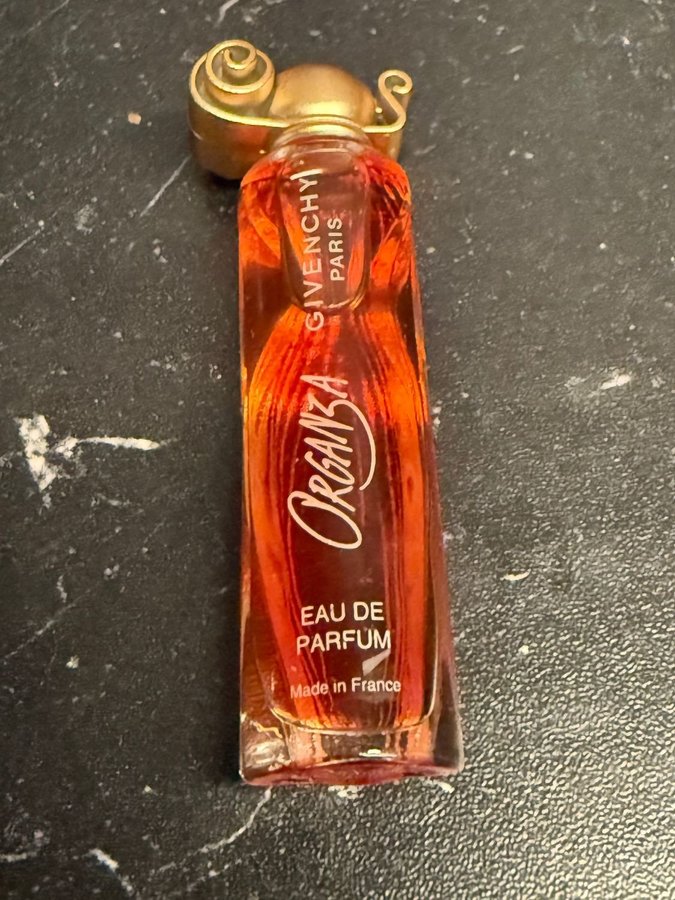 GIVENCHY
PARIS
ORGANZA
EAU DE
PARFUM
Made in France